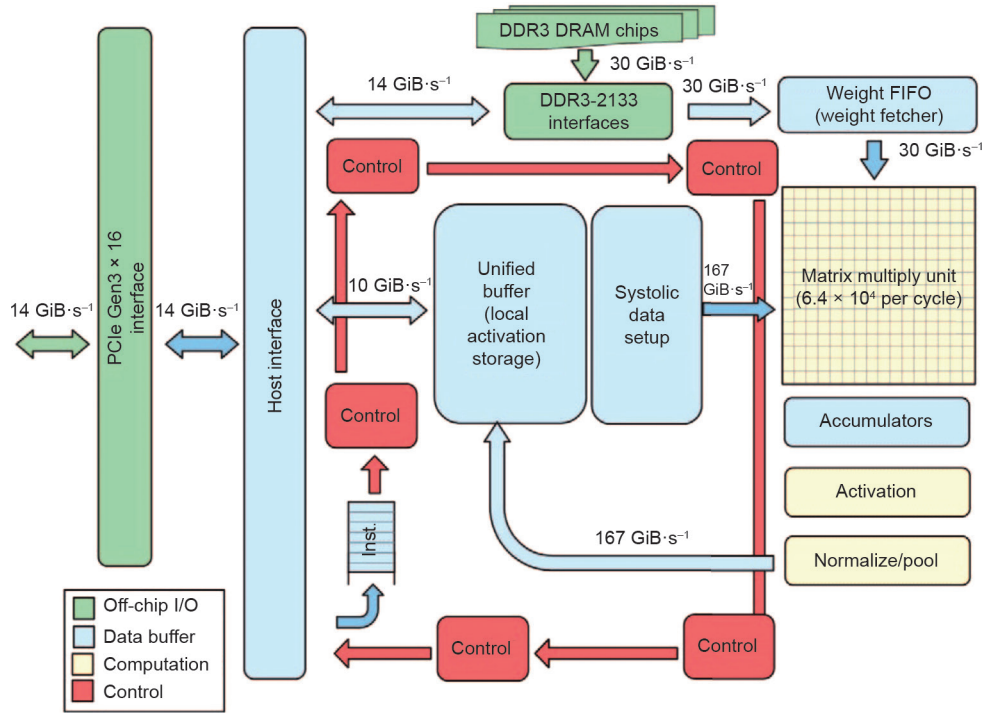 DDR3 DRAM chips
30 GiB·s⁻¹
14 GiB·s⁻¹
30 GiB·s⁻¹
DDR3-2133
interfaces
Weight FIFO
(weight fetcher)
30 GiB·s⁻¹
Control
Control
PCIe Gen3 × 16
interface
14 GiB·s⁻¹
14 GiB·s⁻¹
Host interface
10 GiB·s⁻¹
Unified
buffer
(local
activation
storage)
Systolic
data
setup
167
GiB·s⁻¹
Matrix multiply unit
(6.4 × 10⁴ per cycle)
Control
Accumulators
Activation
Inst.
167 GiB·s⁻¹
Normalize/pool
Control
Control
Off-chip I/O
Data buffer
Computation
Control